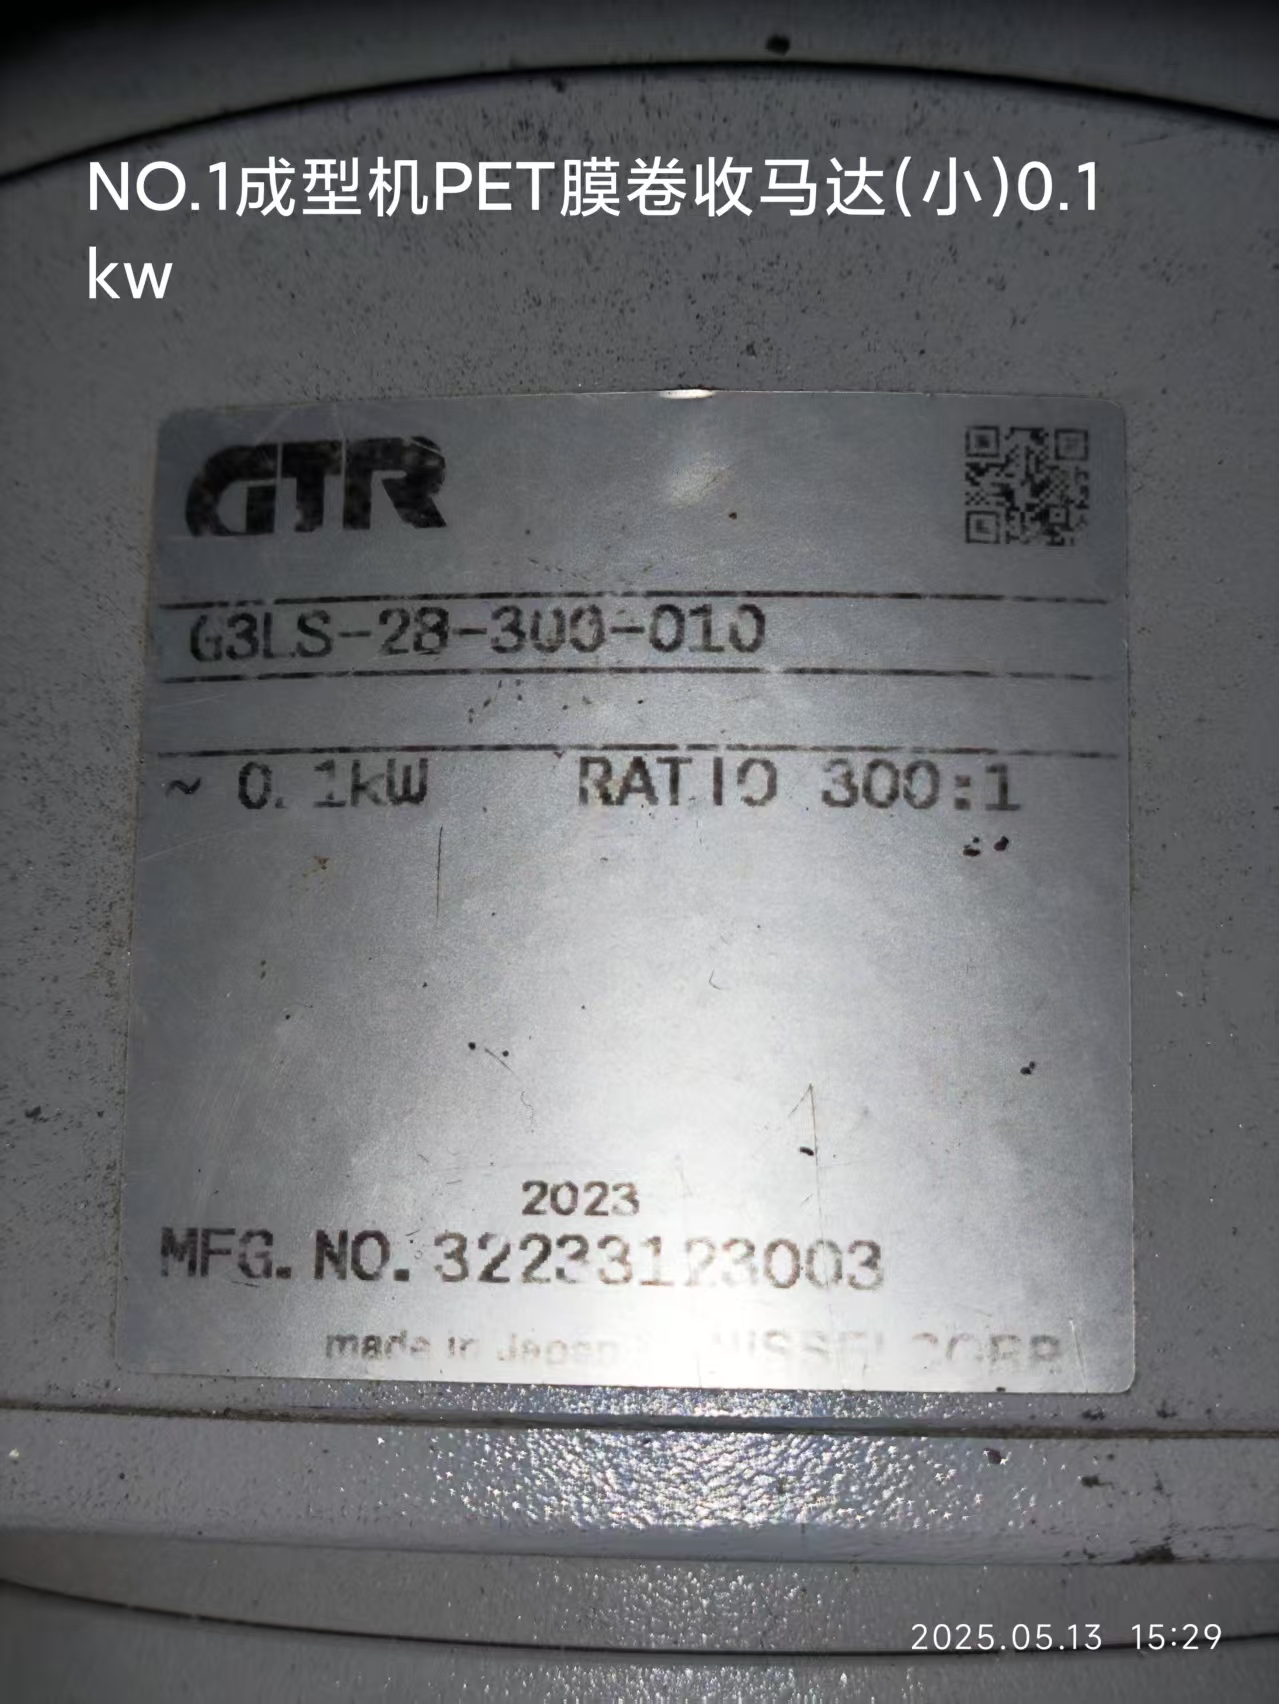 NO.1成型机PET膜卷收马达(小)0.1
kw
GTR
G3LS-28-300-010
~ 0.1kW RATIO 300:1
2023
MFG. NO. 32233123003
made in Japan NISSEI CORP
2025.05.13 15:29